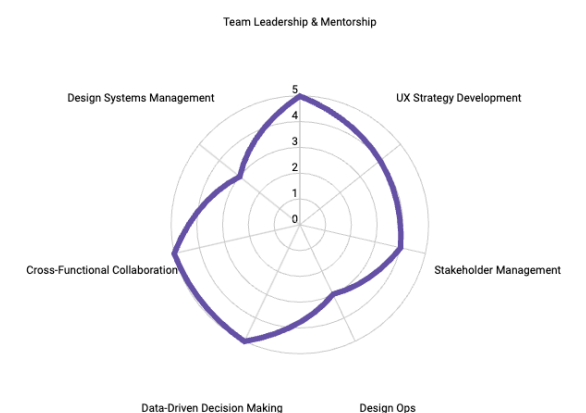 Team Leadership & Mentorship
Design Systems Management
UX Strategy Development
5
4
3
2
1
0
Cross-Functional Collaboration
Stakeholder Management
Data-Driven Decision Making
Design Ops